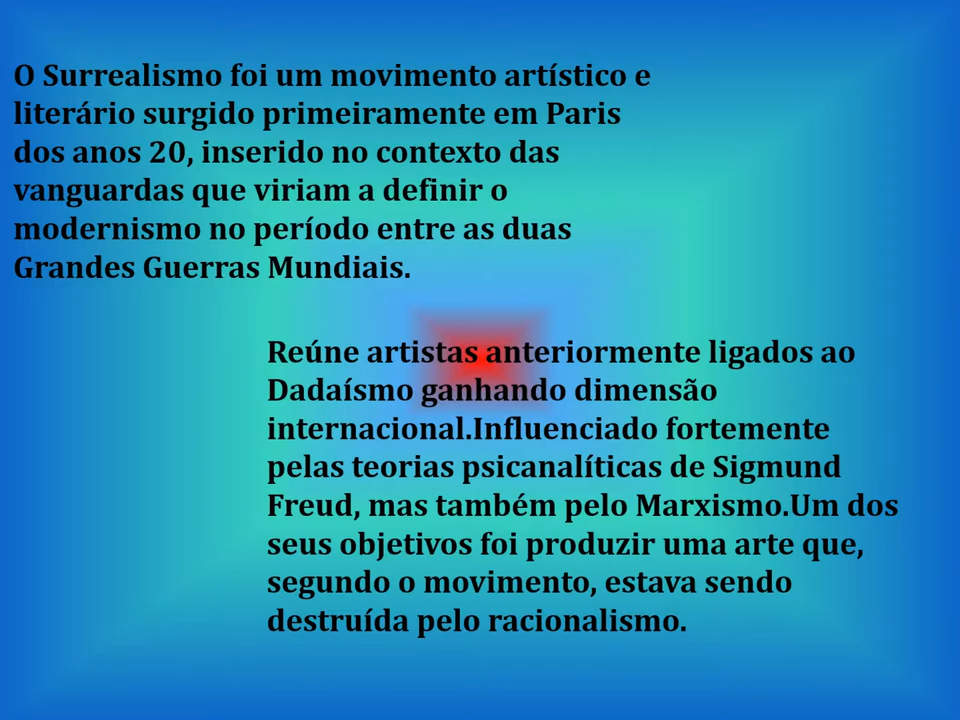 O Surrealismo foi um movimento artístico e
literário surgido primeiramente em Paris
dos anos 20, inserido no contexto das
vanguardas que viriam a definir o
modernismo no período entre as duas
Grandes Guerras Mundiais.
Reúne artistas anteriormente ligados ao
Dadaísmo ganhando dimensão
internacional.Influenciado fortemente
pelas teorias psicanalíticas de Sigmund
Freud, mas também pelo Marxismo.Um dos
seus objetivos foi produzir uma arte que,
segundo o movimento, estava sendo
destruída pelo racionalismo.